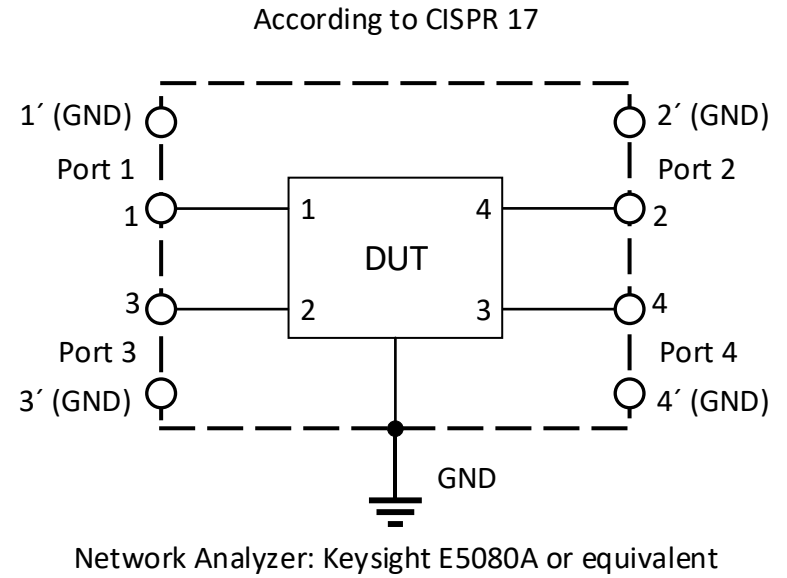 According to CISPR 17
1´ (GND)
2´ (GND)
Port 1
Port 2
1
1
4
2
DUT
3
2
3
4
Port 3
Port 4
3´ (GND)
4´ (GND)
GND
Network Analyzer: Keysight E5080A or equivalent